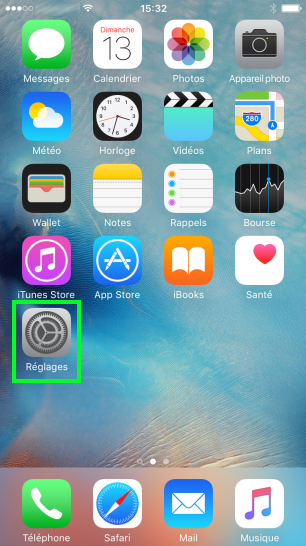 15:32
Dimanche
13
Messages
Calendrier
Photos
Appareil photo
280
Météo
Horloge
Vidéos
Plans
Wallet
Notes
Rappels
Bourse
iTunes Store
App Store
iBooks
Santé
Réglages
Téléphone
Safari
Mail
Musique